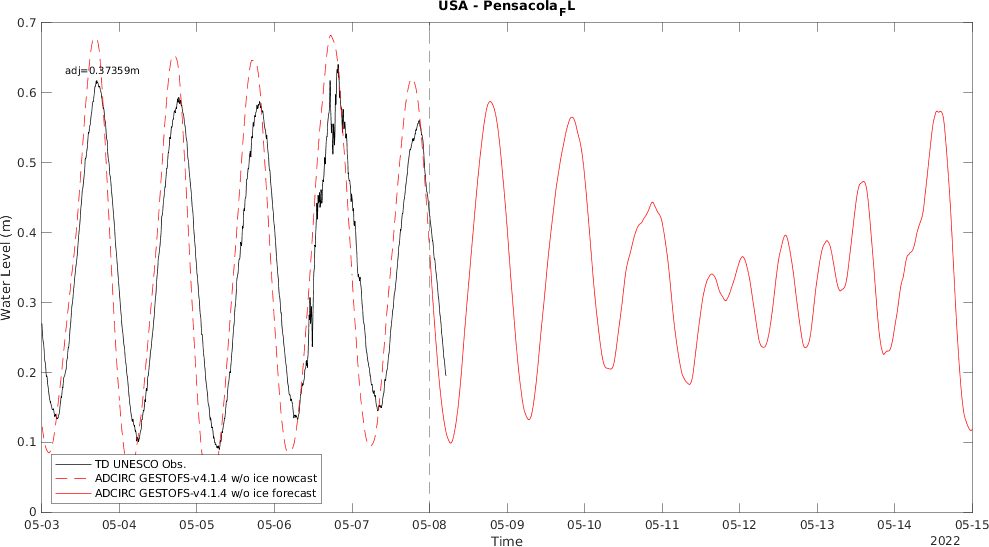 USA - Pensacola_FL
adj=0.37359m
0.7
0.6
0.5
0.4
0.3
0.2
0.1
0
Water Level (m)
TD UNESCO Obs.
ADCIRC GESTOFS-v4.1.4 w/o ice nowcast
ADCIRC GESTOFS-v4.1.4 w/o ice forecast
05-03 05-04 05-05 05-06 05-07 05-08 05-09 05-10 05-11 05-12 05-13 05-14 05-15
Time
2022